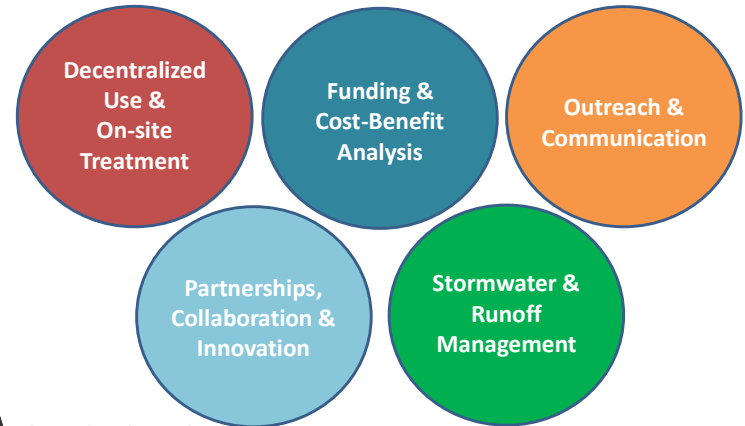 Decentralized
Use &
On-site
Treatment
Funding &
Cost-Benefit
Analysis
Outreach &
Communication
Partnerships,
Collaboration &
Innovation
Stormwater &
Runoff
Management